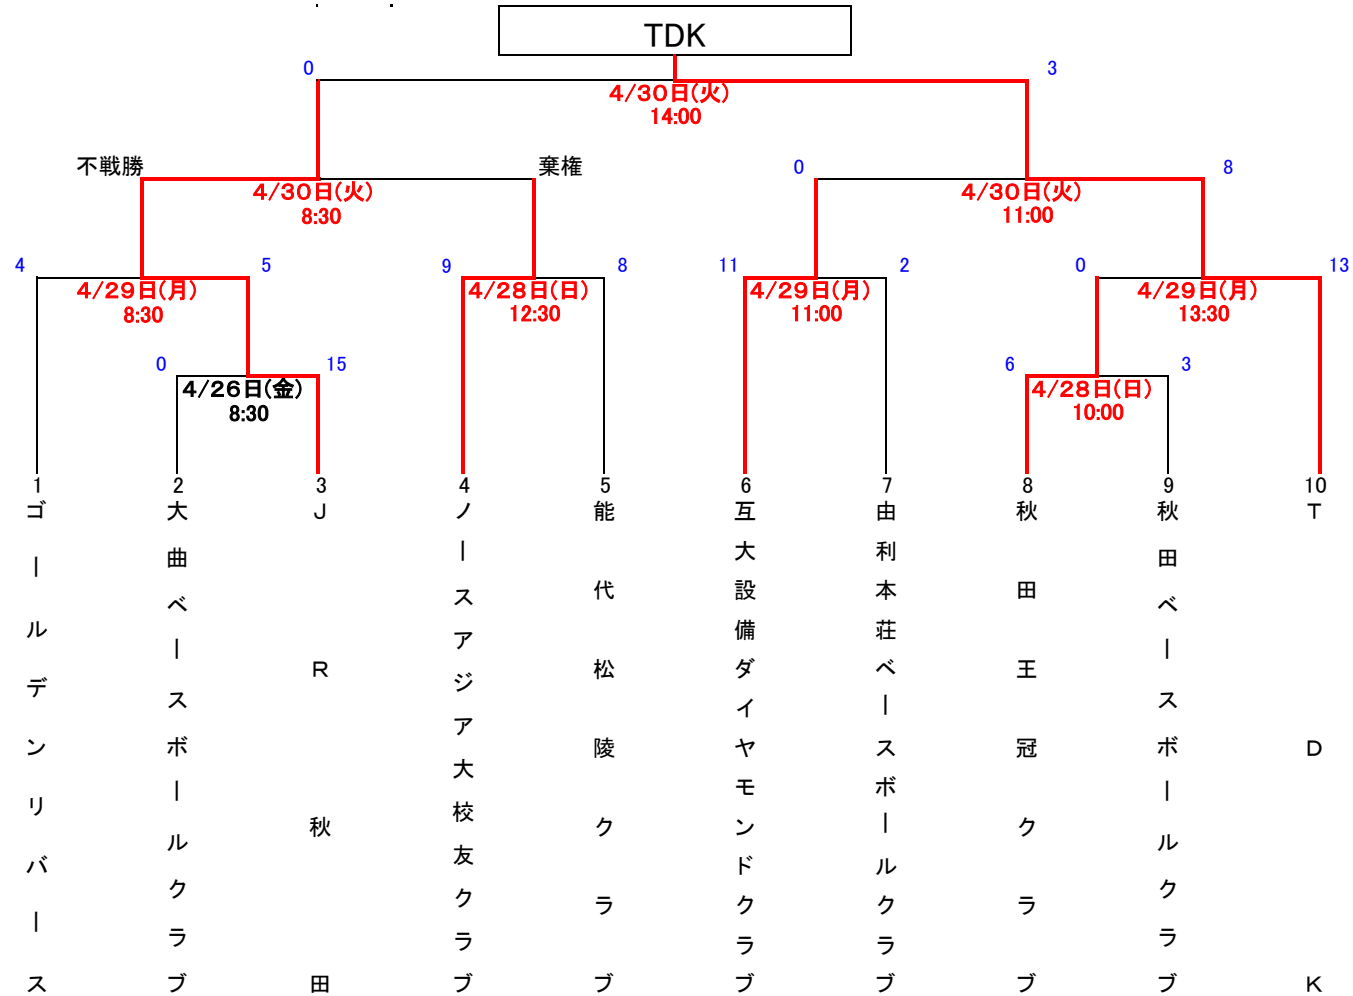 TDK
0
3
4/30日(火)
14:00
不戦勝
棄権
0
8
4/30日(火)
8:30
4/30日(火)
11:00
4
5
9
8
11
2
0
13
4/29日(月)
8:30
4/28日(日)
12:30
4/29日(月)
11:00
4/29日(月)
13:30
0
15
6
3
4/26日(金)
8:30
4/28日(日)
10:00
1
ゴールデンリバース
2
大曲ベースボールクラブ
3
JR秋田
4
ノースアジア大校友クラブ
5
能代松陵クラブ
6
互大設備ダイヤモンドクラブ
7
由利本荘ベースボールクラブ
8
秋田王冠クラブ
9
秋田ベースボールクラブ
10
TDK